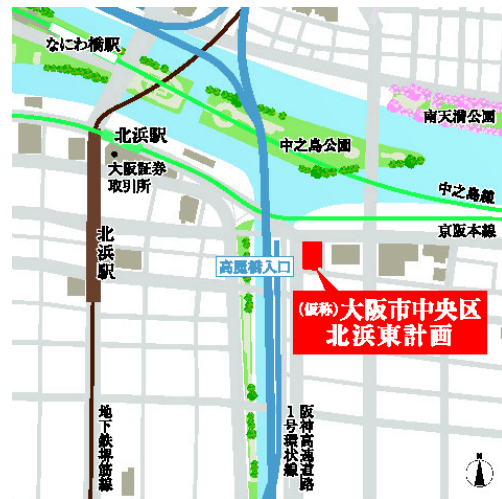 なにわ橋駅
南天満公園
北浜駅
大阪証券
取引所
中之島公園
中之島線
京阪本線
北浜駅
高麗橋入口
(仮称)大阪市中央区
北浜東計画
地下鉄堺筋線
阪神高速道路
1号環状線
N